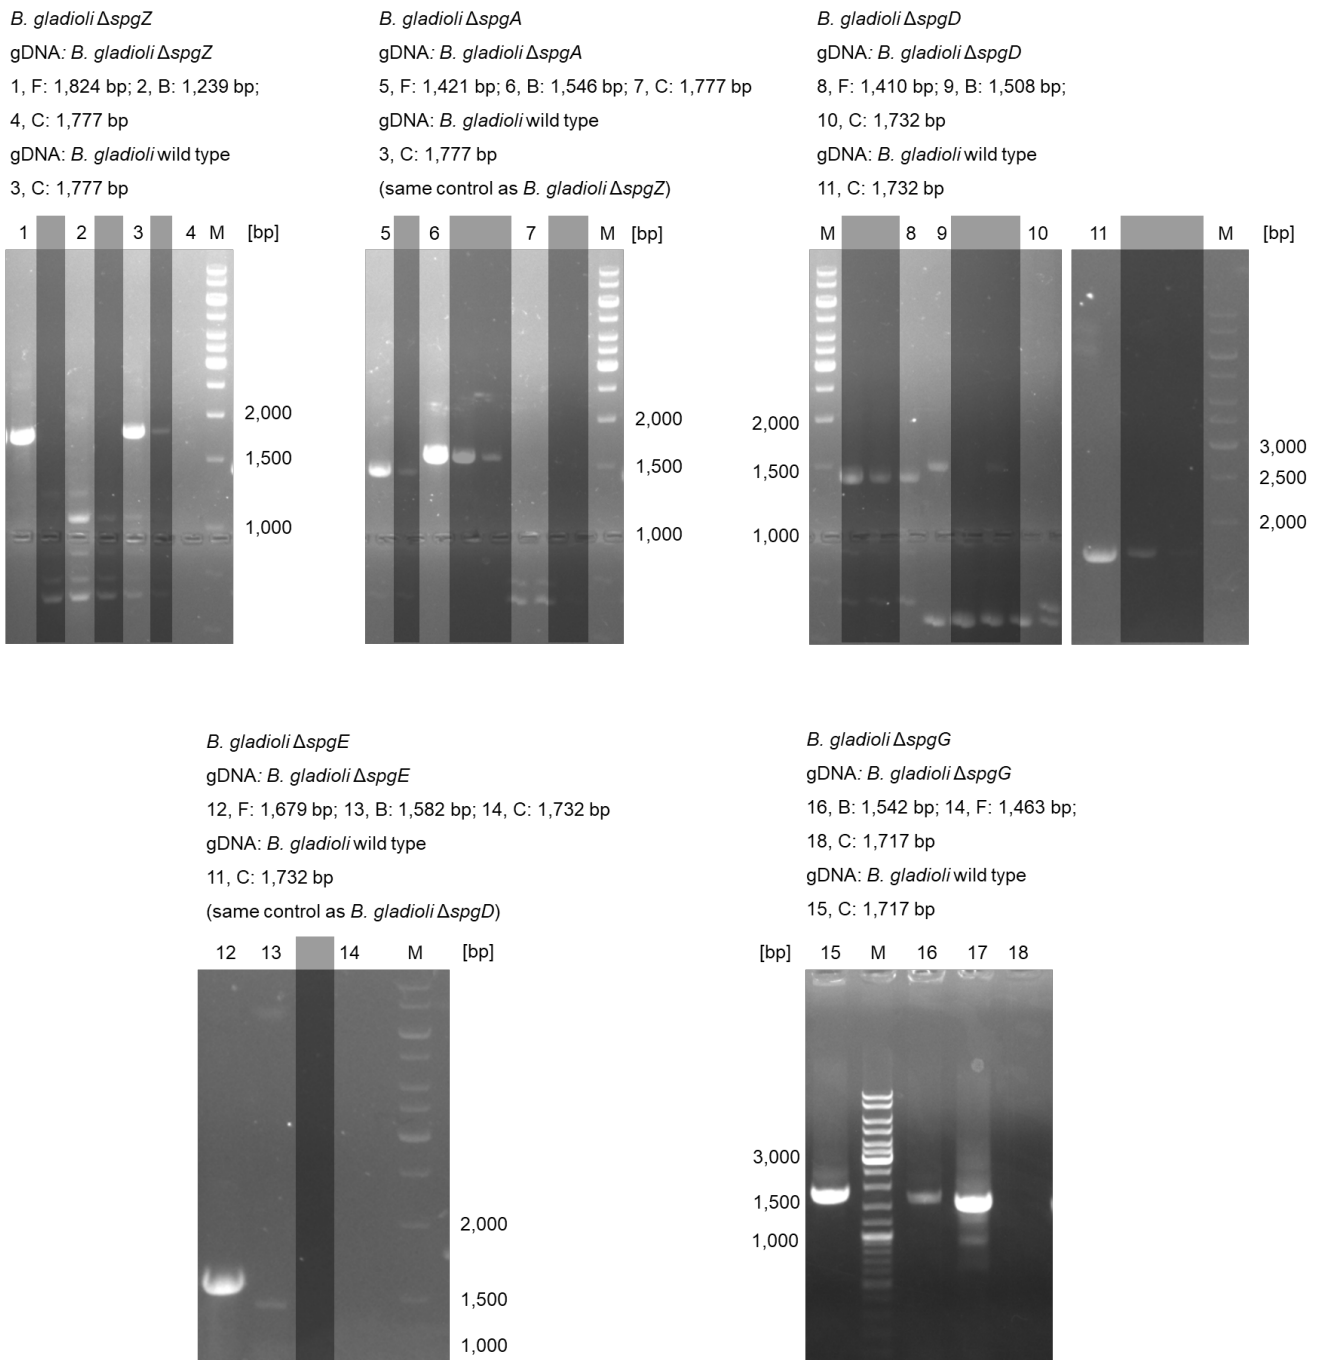 B. gladioli ΔspgZ
gDNA: B. gladioli ΔspgZ
1, F: 1,824 bp; 2, B: 1,239 bp;
4, C: 1,777 bp
gDNA: B. gladioli wild type
3, C: 1,777 bp
1 2 3 4 M [bp]
2,000
1,500
1,000
B. gladioli ΔspgA
gDNA: B. gladioli ΔspgA
5, F: 1,421 bp; 6, B: 1,546 bp; 7, C: 1,777 bp
gDNA: B. gladioli wild type
3, C: 1,777 bp
(same control as B. gladioli ΔspgZ)
5 6 7 M [bp]
2,000
1,500
1,000
B. gladioli ΔspgD
gDNA: B. gladioli ΔspgD
8, F: 1,410 bp; 9, B: 1,508 bp;
10, C: 1,732 bp
gDNA: B. gladioli wild type
11, C: 1,732 bp
M 8 9 10 11 M [bp]
2,000
1,500
1,000
3,000
2,500
2,000
B. gladioli ΔspgE
gDNA: B. gladioli ΔspgE
12, F: 1,679 bp; 13, B: 1,582 bp; 14, C: 1,732 bp
gDNA: B. gladioli wild type
11, C: 1,732 bp
(same control as B. gladioli ΔspgD)
12 13 14 M [bp]
2,000
1,500
1,000
B. gladioli ΔspgG
gDNA: B. gladioli ΔspgG
16, B: 1,542 bp; 14, F: 1,463 bp;
18, C: 1,717 bp
gDNA: B. gladioli wild type
15, C: 1,717 bp
[bp] 15 M 16 17 18
3,000
1,500
1,000